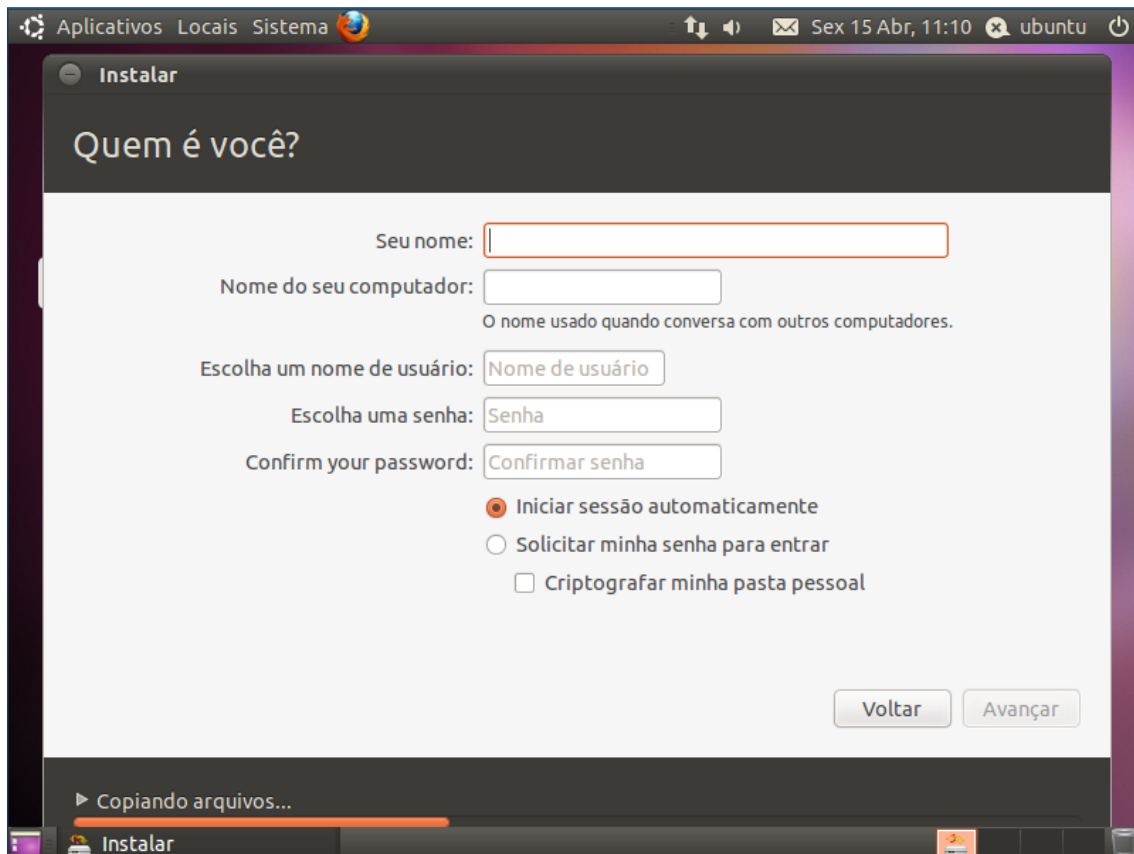 Aplicativos Locais Sistema Sex 15 Abr, 11:10 ubuntu
Instalar
Quem é você?
Seu nome:
Nome do seu computador:
O nome usado quando conversa com outros computadores.
Escolha um nome de usuário: Nome de usuário
Escolha uma senha: Senha
Confirm your password: Confirmar senha
Iniciar sessão automaticamente
Solicitar minha senha para entrar
Criptografar minha pasta pessoal
Voltar Avançar
Copiando arquivos...
Instalar